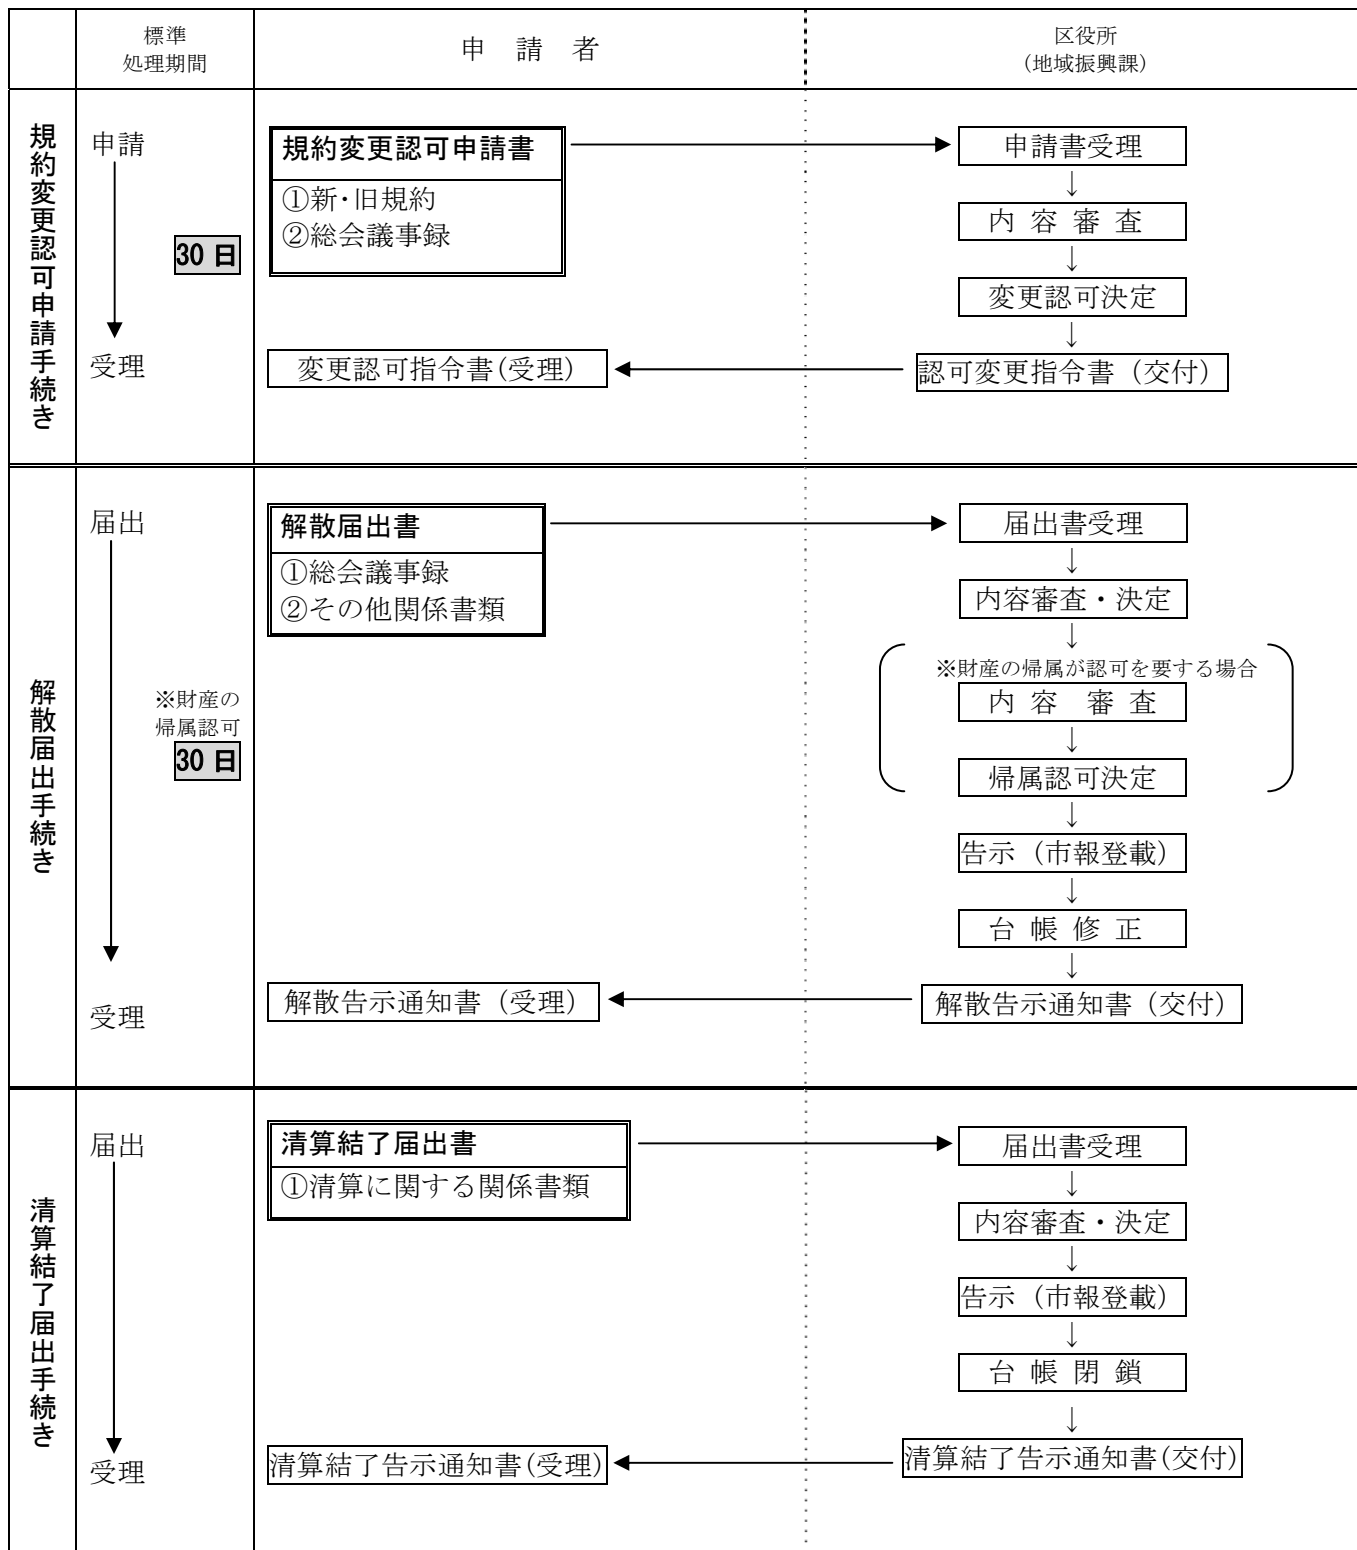 標準
処理期間
申 請 者
区役所
(地域振興課)
規約変更認可申請手続き
申請
30 日
受理
規約変更認可申請書
①新･旧規約
②総会議事録
変更認可指令書(受理)
申請書受理
↓
内 容 審 査
↓
変更認可決定
↓
認可変更指令書（交付）
解散届出手続き
届出
※財産の
帰属認可
30 日
受理
解散届出書
①総会議事録
②その他関係書類
解散告示通知書（受理）
届出書受理
↓
内容審査・決定
↓
※財産の帰属が認可を要する場合
内 容 審 査
↓
帰属認可決定
↓
告示（市報登載）
↓
台 帳 修 正
↓
解散告示通知書（交付）
清算結了届出手続き
届出
受理
清算結了届出書
①清算に関する関係書類
清算結了告示通知書(受理)
届出書受理
↓
内容審査・決定
↓
告示（市報登載）
↓
台 帳 閉 鎖
↓
清算結了告示通知書(交付)